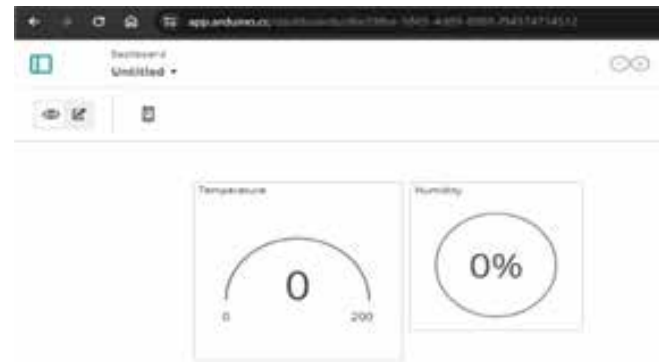 app.arduino.cc
Dashboard
Untitled
Temperature
0
0
200
Humidity
0%